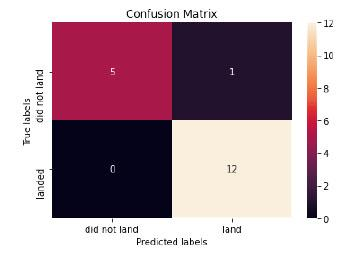 Confusion Matrix
True labels
did not land
landed
5
1
0
12
did not land
land
Predicted labels
12
10
8
6
4
2
0